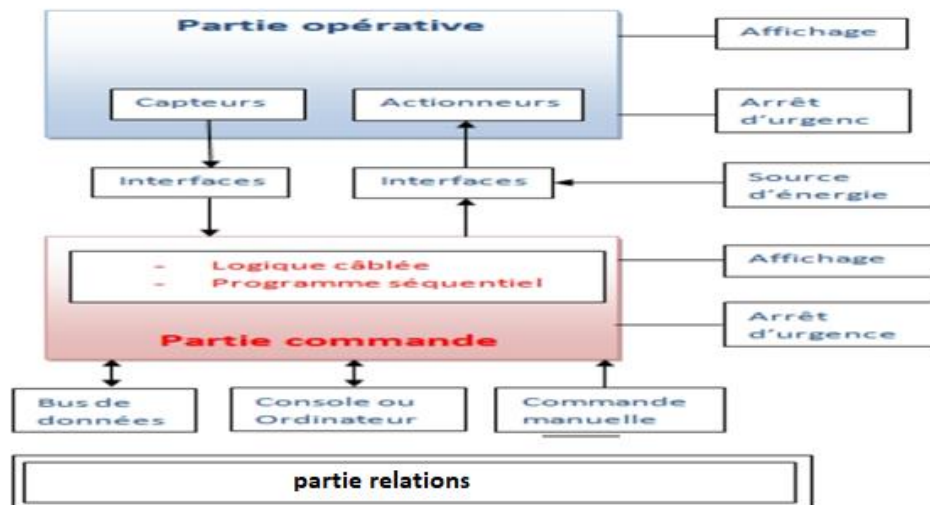 Partie opérative
Affichage
Capteurs
Actionneurs
Arrêt
d'urgenc
Interfaces
Interfaces
Source
d'énergie
- Logique câblée
- Programme séquentiel
Partie commande
Affichage
Arrêt
d'urgence
Bus de
données
Console ou
Ordinateur
Commande
manuelle
partie relations